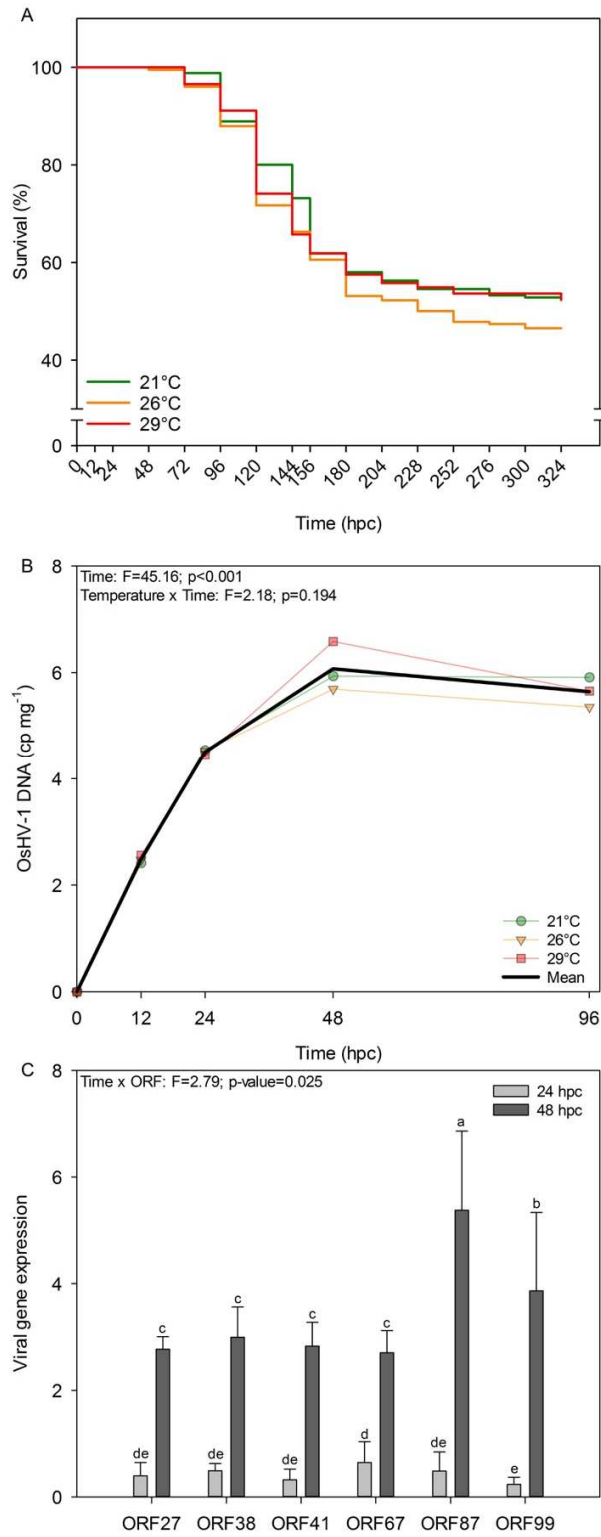 A
100
80
60
40
0
Survival (%)
21°C
26°C
29°C
0 12 24 48 72 96 120 144 156 180 204 228 252 276 300 324
Time (hpc)
B
Time: F=45.16; p<0.001
Temperature x Time: F=2.18; p=0.194
8
6
4
2
0
OsHV-1 DNA (cp mg⁻¹)
21°C
26°C
29°C
Mean
0 12 24 48 96
Time (hpc)
C
Time x ORF: F=2.79; p-value=0.025
24 hpc
48 hpc
8
6
4
2
0
Viral gene expression
de c de c de c d c de a e b
ORF27 ORF38 ORF41 ORF67 ORF87 ORF99